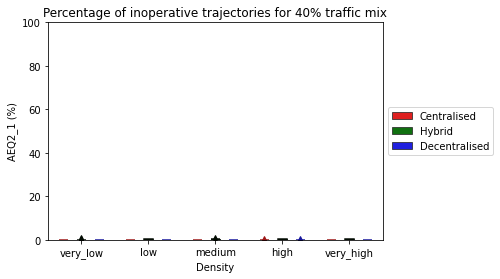 Percentage of inoperative trajectories for 40% traffic mix
100
80
60
40
20
0
AEQ2_1 (%)
very_low low medium high very_high
Density
Centralised
Hybrid
Decentralised